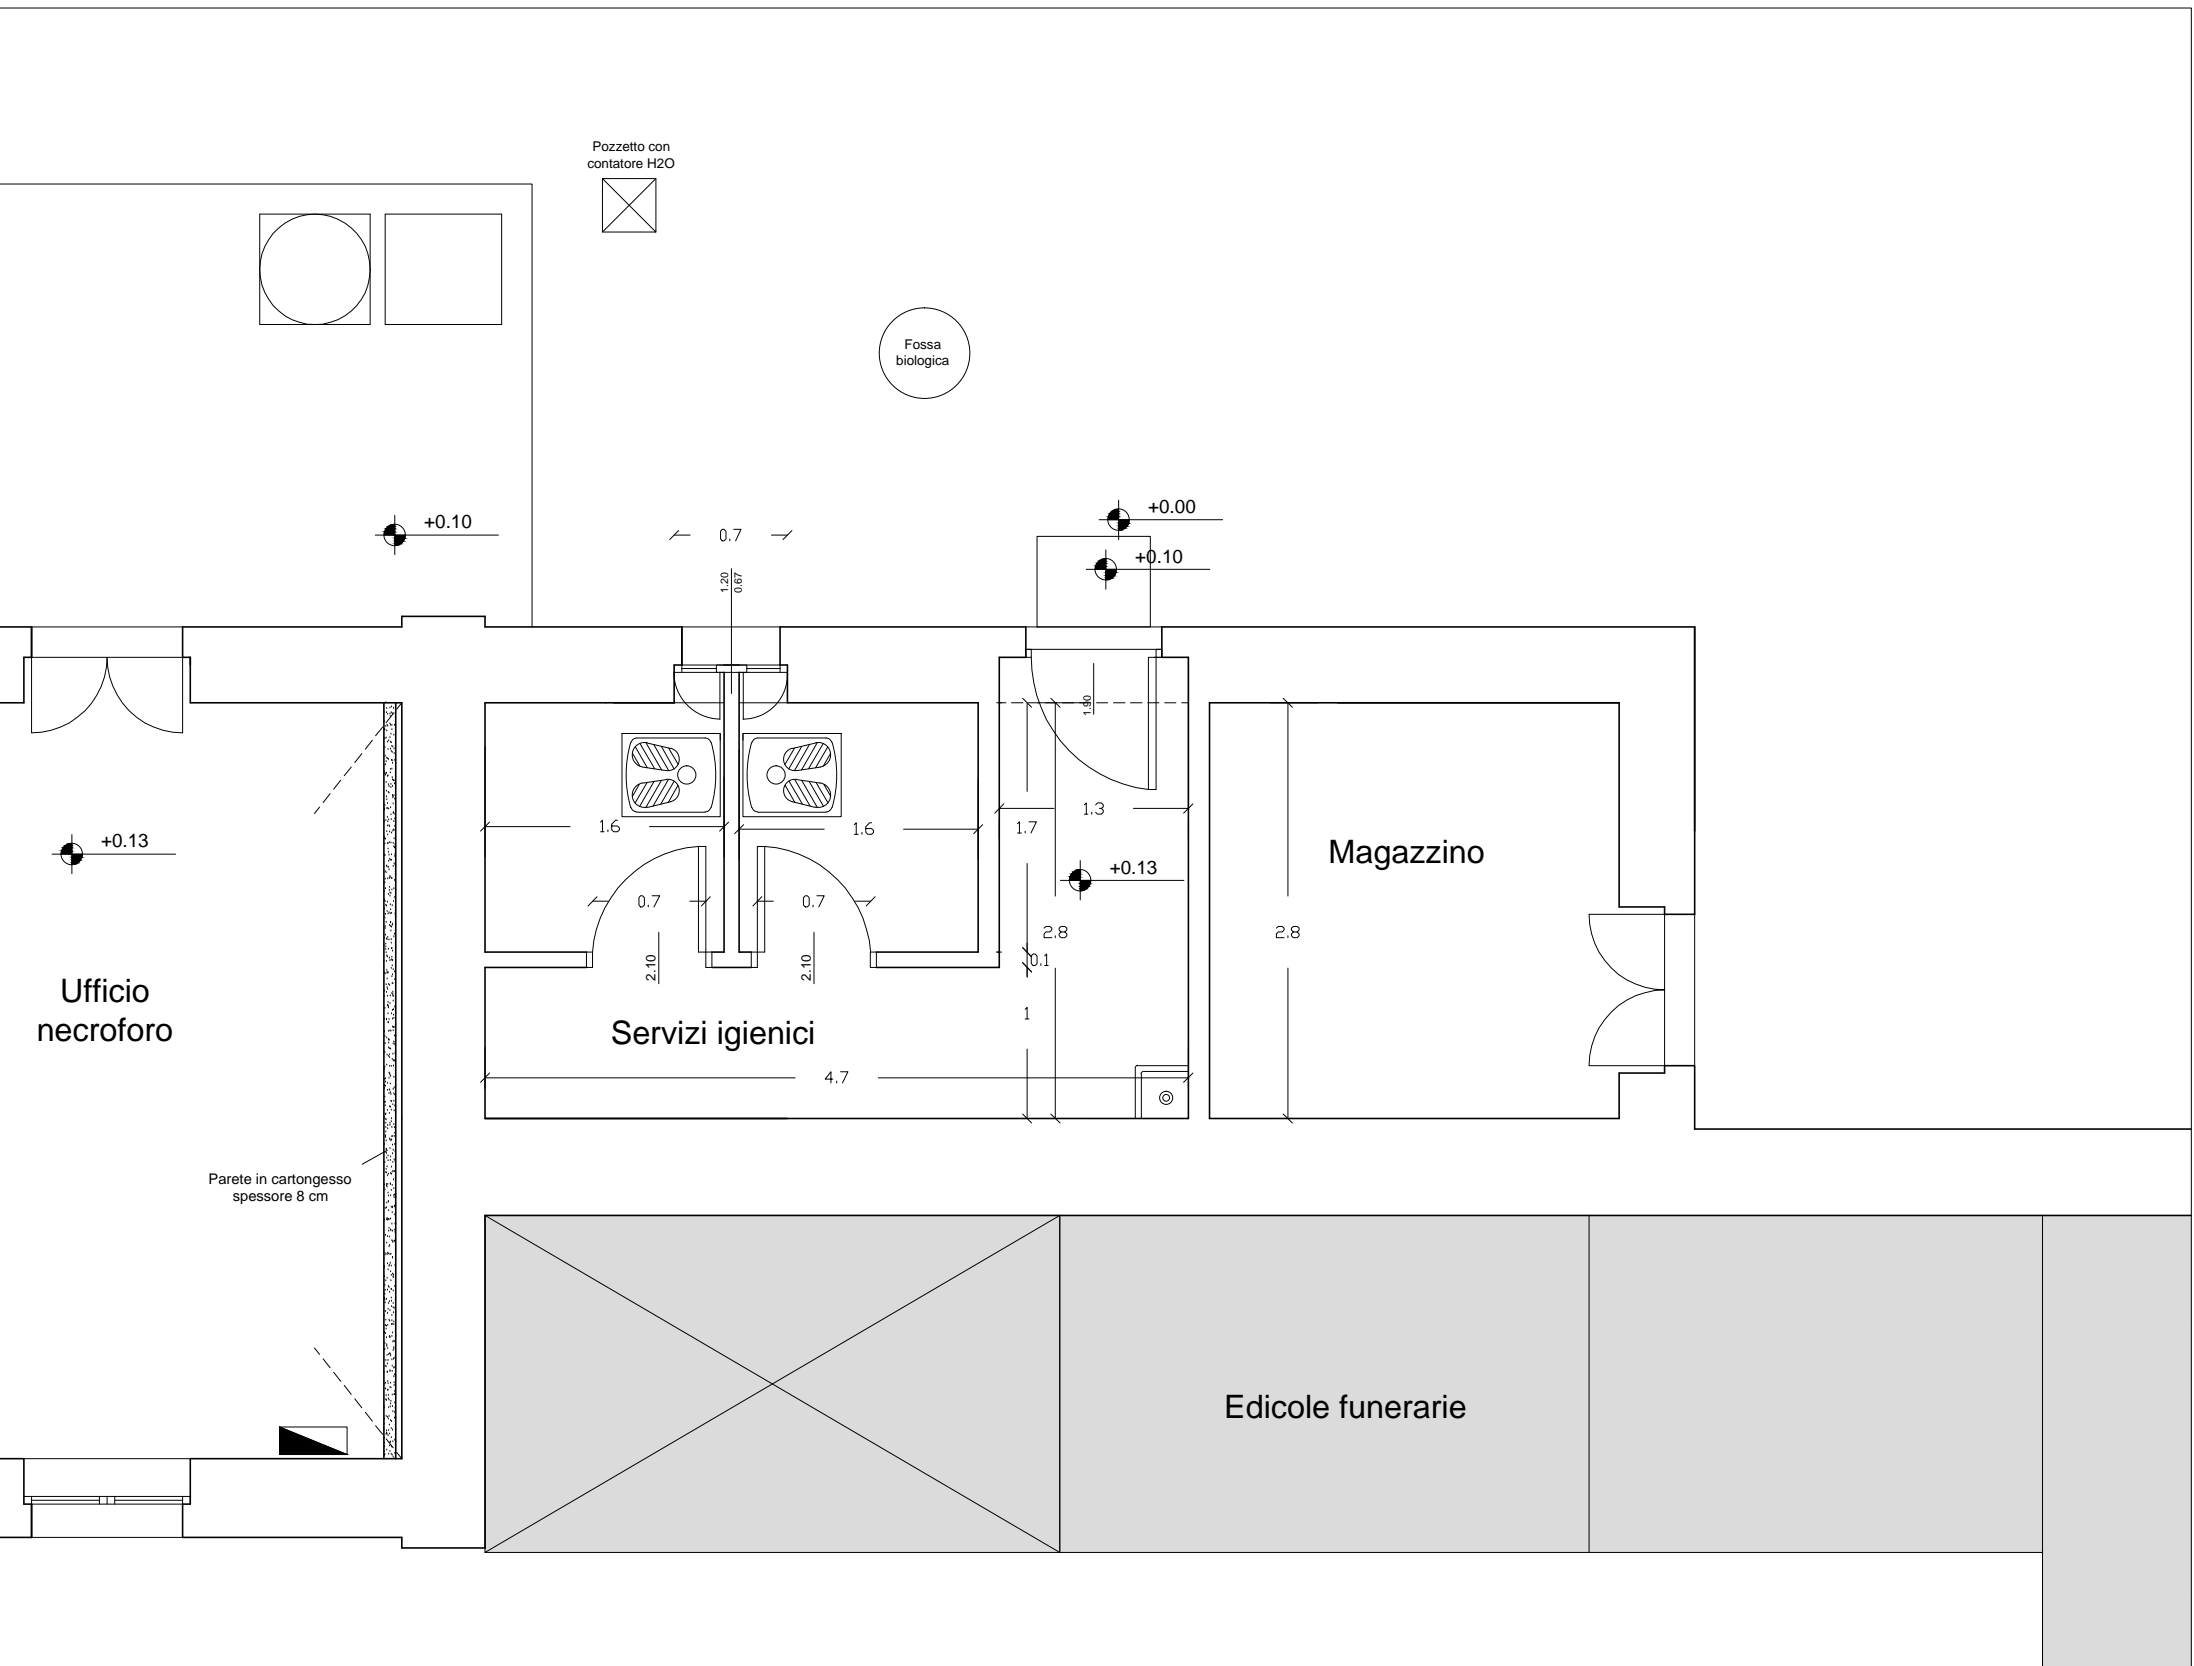 Pozzetto con
contatore H2O
Fossa
biologica
+0.00
+0.10
0.7
+0.10
1.20
0.67
1.90
1.3
1.6
1.6
1.7
+0.13
Magazzino
+0.13
0.7
0.7
2.8
2.8
0.1
2.10
2.10
Ufficio
necroforo
1
Servizi igienici
4.7
Parete in cartongesso
spessore 8 cm
Edicole funerarie